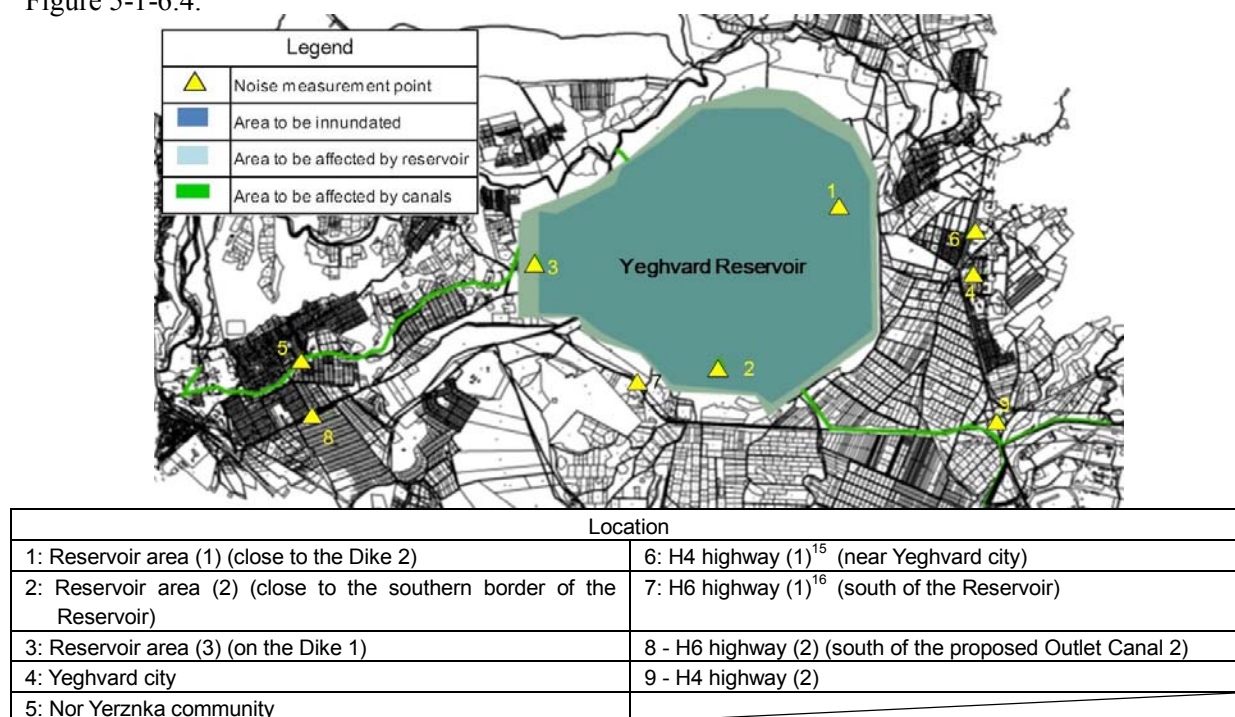 Figure 5-1-6.4.
Legend
Noise measurement point
Area to be innundated
Area to be affected by reservoir
Area to be affected by canals
1
6
Yeghvard Reservoir
3
4
5
2
7
8
9
Location
1: Reservoir area (1) (close to the Dike 2)
6: H4 highway (1)15 (near Yeghvard city)
2: Reservoir area (2) (close to the southern border of the
Reservoir)
7: H6 highway (1)16 (south of the Reservoir)
3: Reservoir area (3) (on the Dike 1)
8 - H6 highway (2) (south of the proposed Outlet Canal 2)
4: Yeghvard city
9 - H4 highway (2)
5: Nor Yerznka community